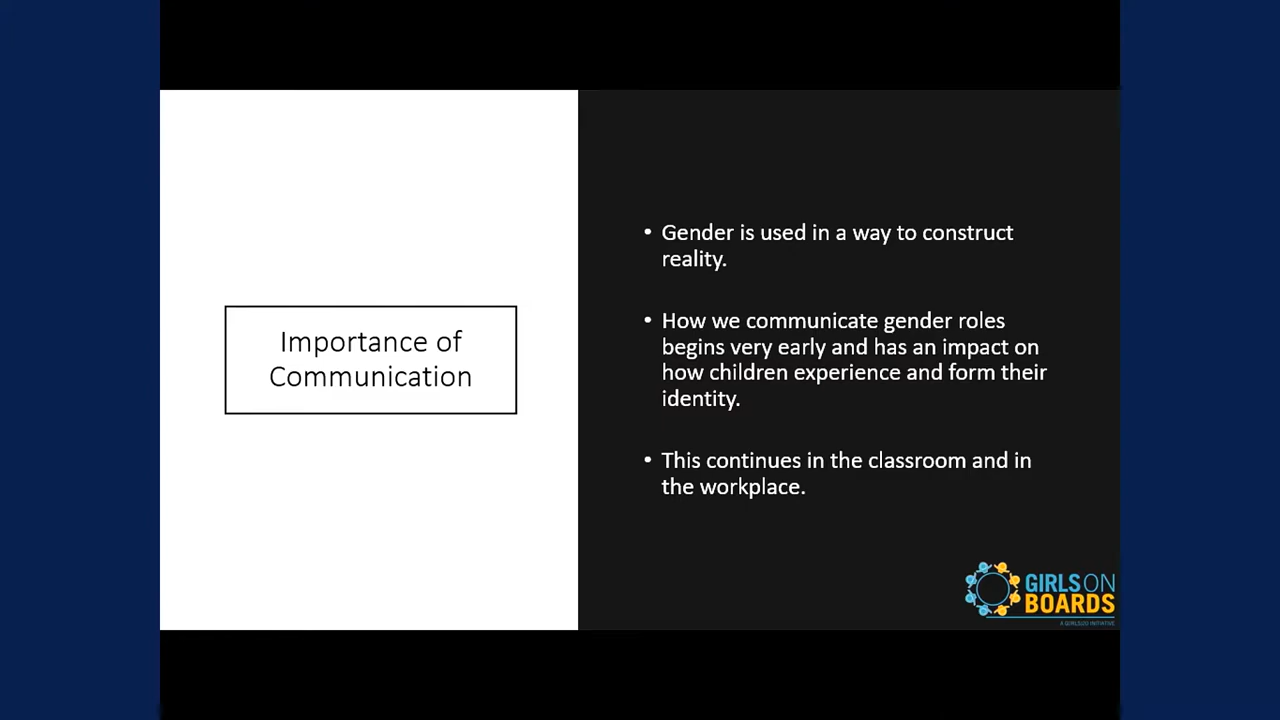 Importance of
Communication
• Gender is used in a way to construct
reality.
• How we communicate gender roles
begins very early and has an impact on
how children experience and form their
identity.
• This continues in the classroom and in
the workplace.
GIRLS ON
BOARDS
A GIRLS20 INITIATIVE